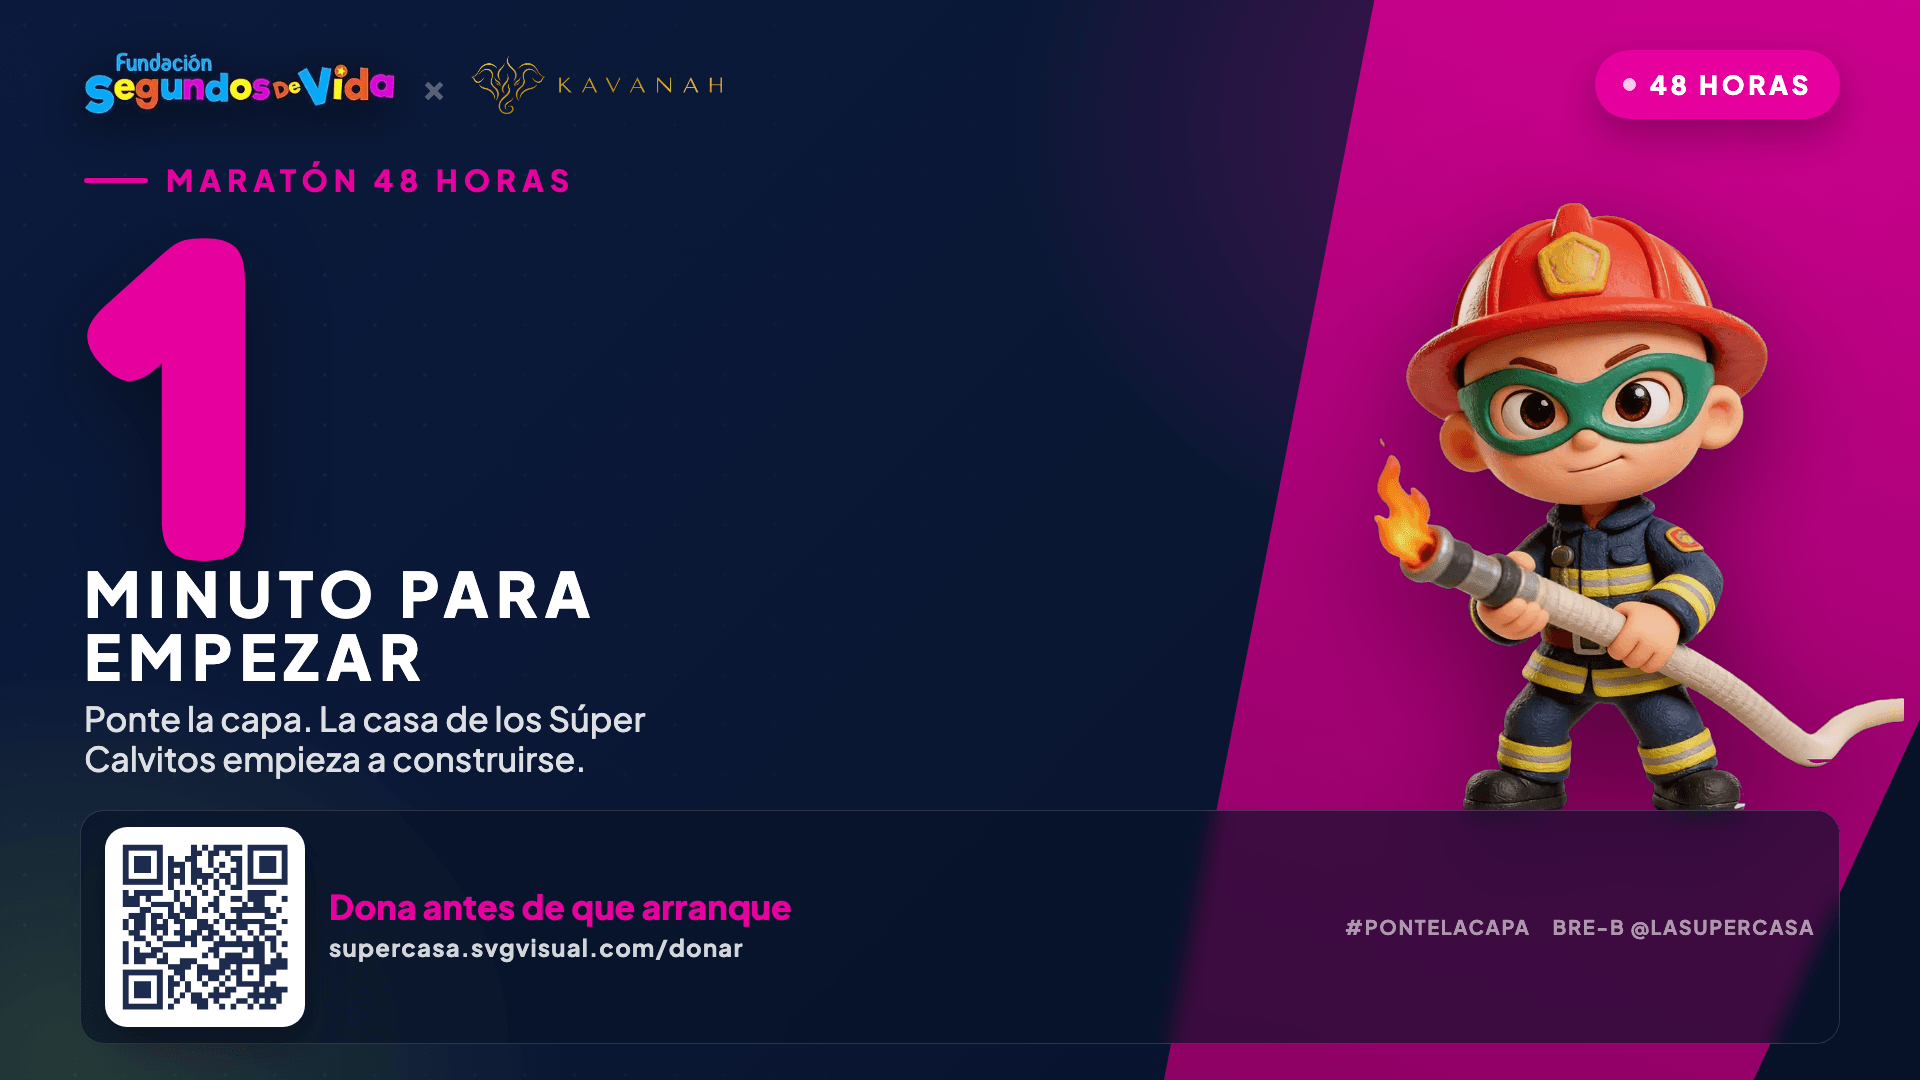 Fundación
Segundos de Vida × KAVANAH
48 HORAS
MARATÓN 48 HORAS
1
MINUTO PARA
EMPEZAR
Ponte la capa. La casa de los Súper
Calvitos empieza a construirse.
Dona antes de que arranque
supercasa.svgvisual.com/donar
#PONTELACAPA BRE-B @LASUPERCASA